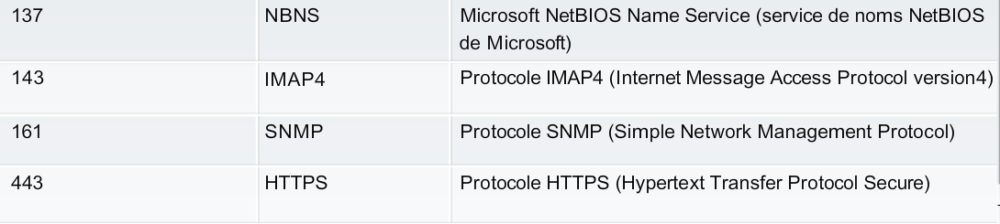 137 NBNS Microsoft NetBIOS Name Service (service de noms NetBIOS
de Microsoft)
143 IMAP4 Protocole IMAP4 (Internet Message Access Protocol version4)
161 SNMP Protocole SNMP (Simple Network Management Protocol)
443 HTTPS Protocole HTTPS (Hypertext Transfer Protocol Secure)